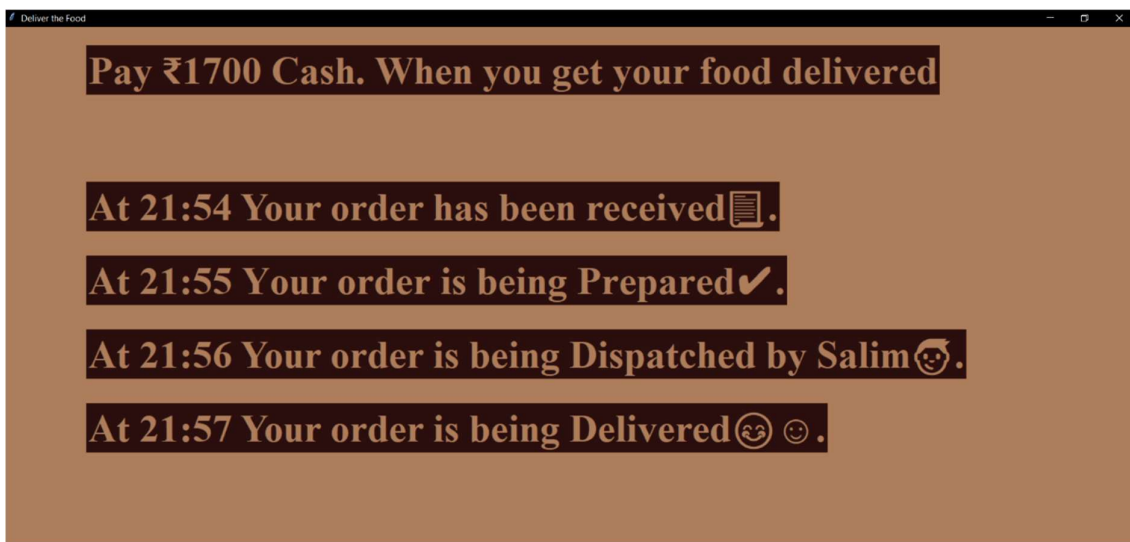 Deliver the Food
Pay ₹1700 Cash. When you get your food delivered
At 21:54 Your order has been received📜.
At 21:55 Your order is being Prepared✔.
At 21:56 Your order is being Dispatched by Salim👦.
At 21:57 Your order is being Delivered😊☺.